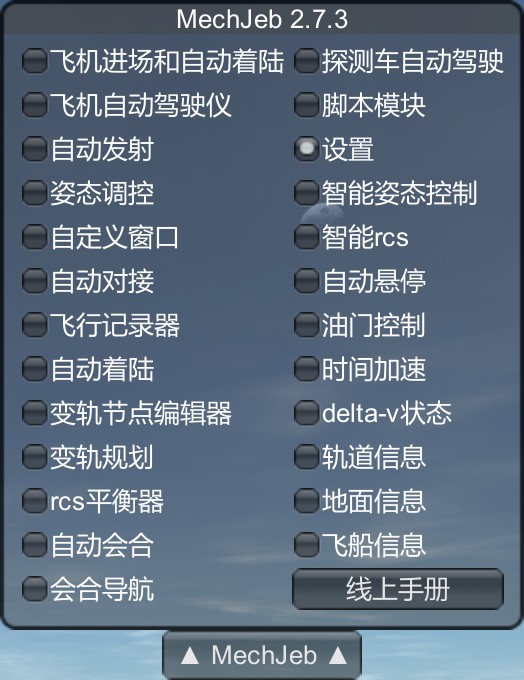 MechJeb 2.7.3
飞机进场和自动着陆 探测车自动驾驶
飞机自动驾驶仪 脚本模块
自动发射 设置
姿态调控 智能姿态控制
自定义窗口 智能rcs
自动对接 自动悬停
飞行记录器 油门控制
自动着陆 时间加速
变轨节点编辑器 delta-v状态
变轨规划 轨道信息
rcs平衡器 地面信息
自动会合 飞船信息
会合导航 线上手册
▲ MechJeb ▲